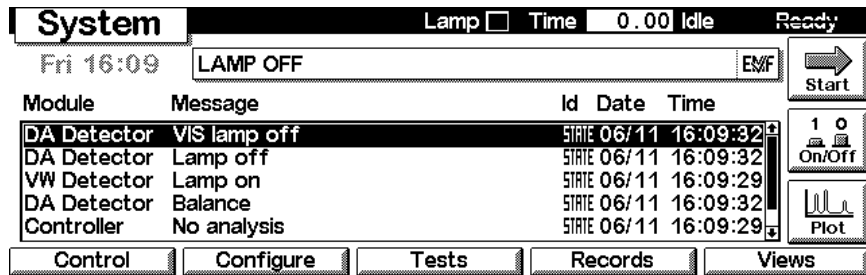 System Lamp Time 0.00 Idle Ready
Fri 16:09 LAMP OFF EMF
Start
Module Message Id Date Time
DA Detector VIS lamp off STATE 06/11 16:09:32
DA Detector Lamp off STATE 06/11 16:09:32
VW Detector Lamp on STATE 06/11 16:09:29
DA Detector Balance STATE 06/11 16:09:32
Controller No analysis STATE 06/11 16:09:29
1 0
On/Off
Plot
Control Configure Tests Records Views